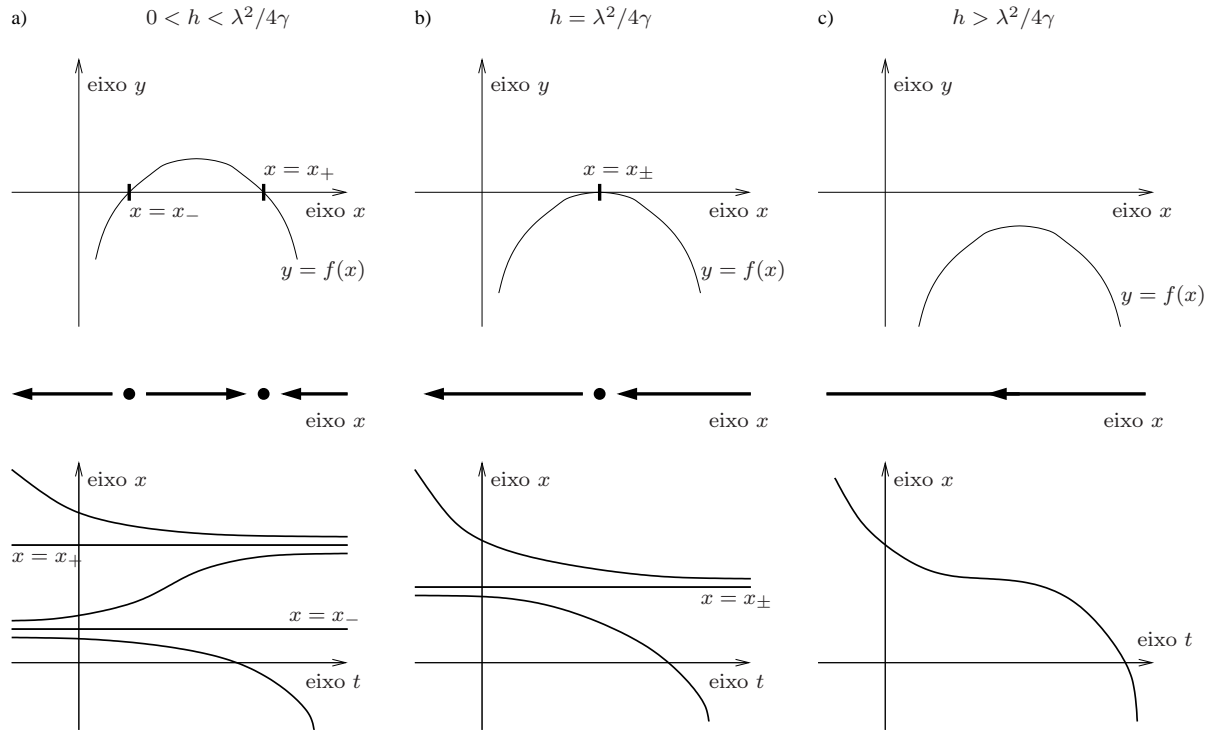 a) 0 < h < λ²/4γ
eixo y
x = x₊
x = x₋
eixo x
y = f(x)
eixo x
eixo x
x = x₊
x = x₋
eixo t
b) h = λ²/4γ
eixo y
x = x±
eixo x
y = f(x)
eixo x
eixo x
x = x±
eixo t
c) h > λ²/4γ
eixo y
eixo x
y = f(x)
eixo x
eixo x
eixo t